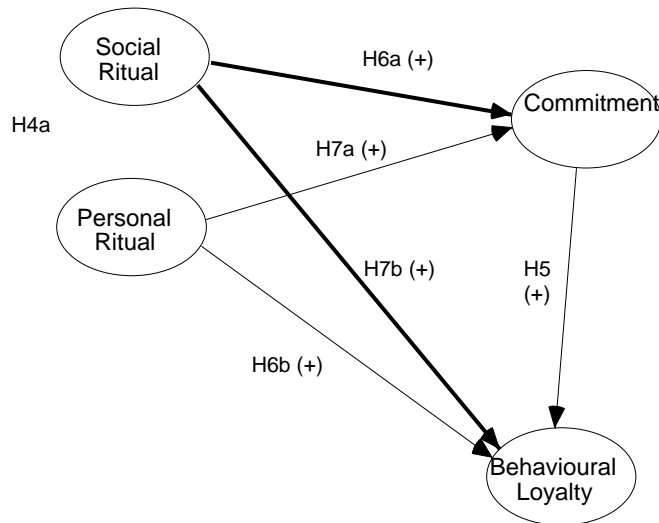 Social
Ritual
H6a (+)
Commitment
H4a
H7a (+)
Personal
Ritual
H7b (+)
H5
(+)
H6b (+)
Behavioural
Loyalty